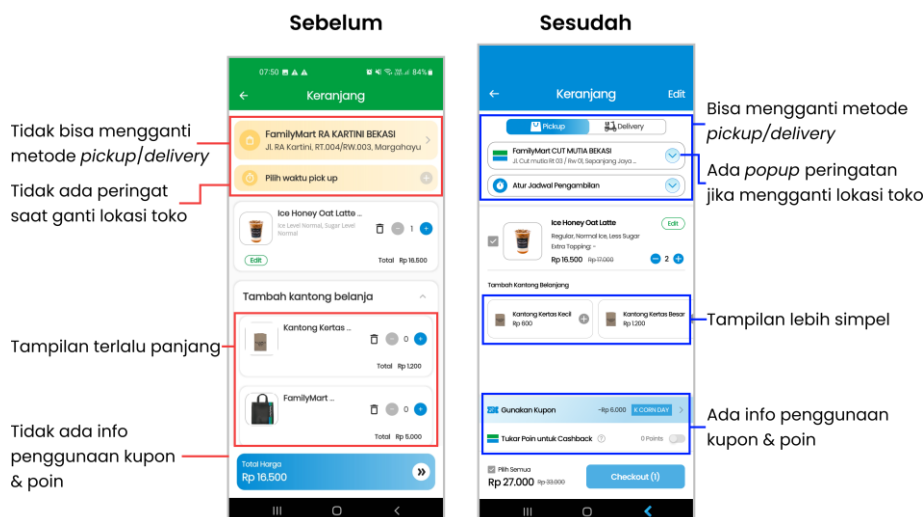 Sebelum
Sesudah
07:50
84%
Keranjang
Tidak bisa mengganti
metode pickup/delivery
Tidak ada peringat
saat ganti lokasi toko
Tampilan terlalu panjang
Tidak ada info
penggunaan kupon
& poin
FamilyMart RA KARTINI BEKASI
Jl. RA Kartini, RT.004/RW.003, Margahayu
Pilih waktu pick up
Ice Honey Oat Latte ...
Ice Level Normal, Sugar Level
Normal
1
Edit
Total Rp 16.500
Tambah kantong belanja
Kantong Kertas ...
0
Total Rp 1.200
FamilyMart ...
0
Total Rp 5.000
Total Harga
Rp 16.500
Keranjang
Edit
Pickup
Delivery
FamilyMart CUT MUTIA BEKASI
Jl. Cut mutia Rt 03 / Rw 01, Sepanjang Jaya...
Atur Jadwal Pengambilan
Ice Honey Oat Latte
Edit
Regular, Normal Ice, Less Sugar
Extra Topping: -
Rp 16.500 Rp 17.000
2
Tambah Kantong Belanjang
Kantong Kertas Kecil
Rp 600
Kantong Kertas Besar
Rp 1.200
Gunakan Kupon
-Rp 6.000
K CORN DAY
Tukar Poin untuk Cashback
0 Points
Pilih Semua
Rp 27.000 Rp 33.000
Checkout (1)
Bisa mengganti metode
pickup/delivery
Ada popup peringatan
jika mengganti lokasi toko
Tampilan lebih simpel
Ada info penggunaan
kupon & poin